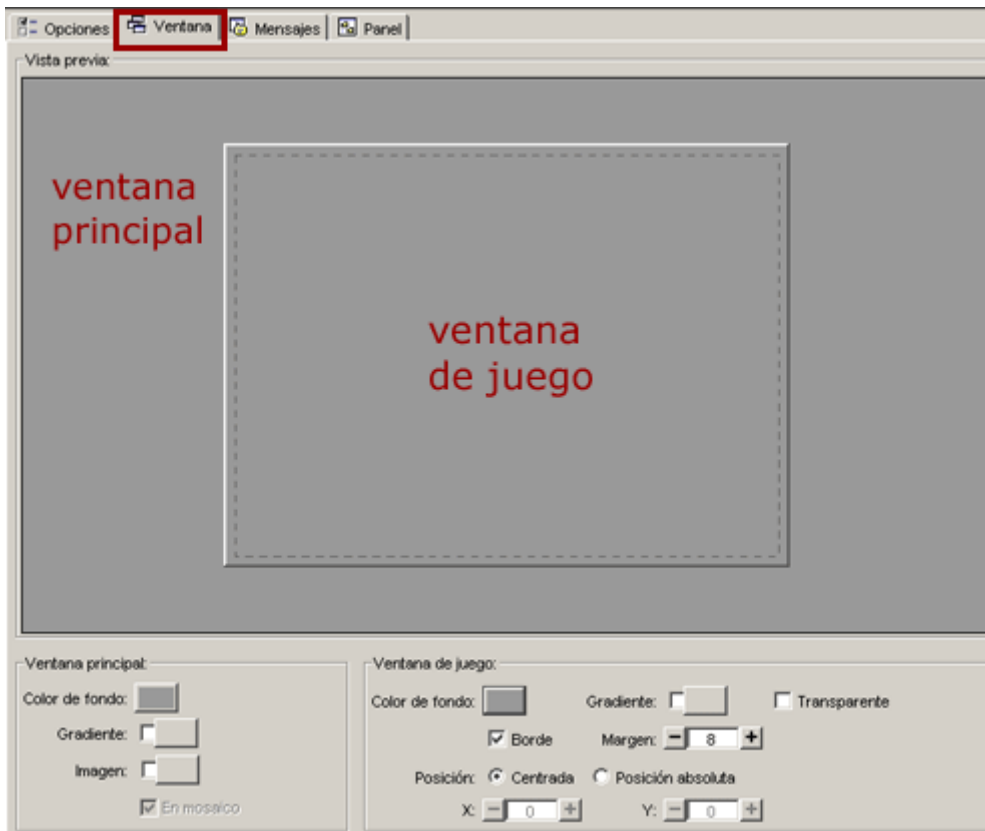 Opciones Ventana Mensajes Panel
Vista previa:
ventana
principal
ventana
de juego
Ventana principal:
Color de fondo:
Gradiente:
Imagen:
En mosaico
Ventana de juego:
Color de fondo: Gradiente: Transparente
Borde Margen: 8
Posición: Centrada Posición absoluta
X: 0 Y: 0